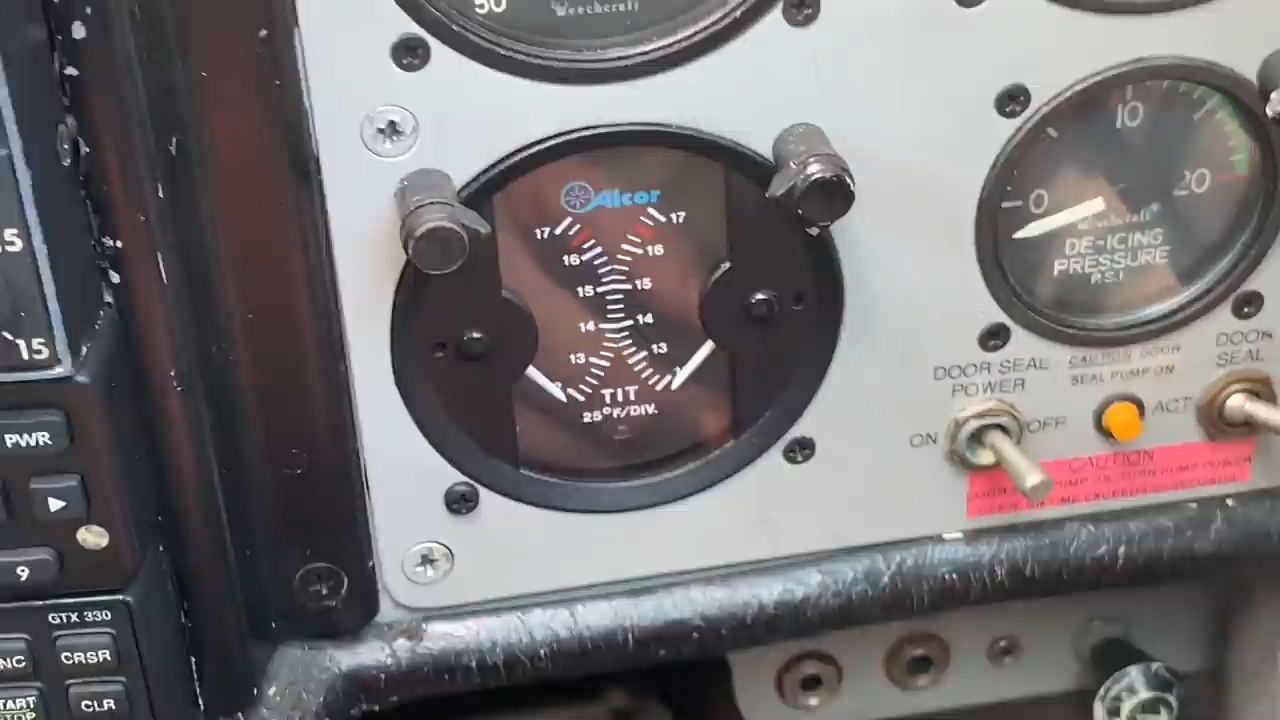 50
Beechcraft
Alcor
17
17
16
16
15
15
14
14
13
13
TIT
25°F/DIV.
10
0
20
DE-ICING
PRESSURE
P.S.I.
DOOR SEAL
POWER
ON
OFF
CAUTION DOOR
SEAL PUMP ON
ACT
DOOR
SEAL
CAUTION
.5
15
PWR
9
GTX 330
CRSR
CLR